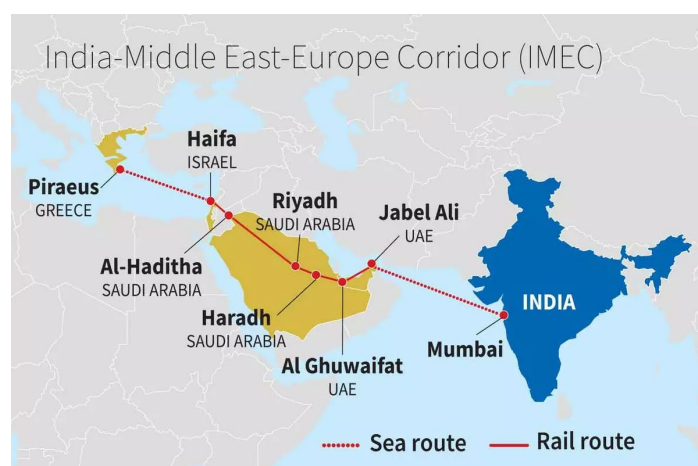 India-Middle East-Europe Corridor (IMEC)
Haifa
ISRAEL
Piraeus
GREECE
Riyadh
SAUDI ARABIA
Jabel Ali
UAE
Al-Haditha
SAUDI ARABIA
Haradh
SAUDI ARABIA
INDIA
Mumbai
Al Ghuwaifat
UAE
Sea route
Rail route